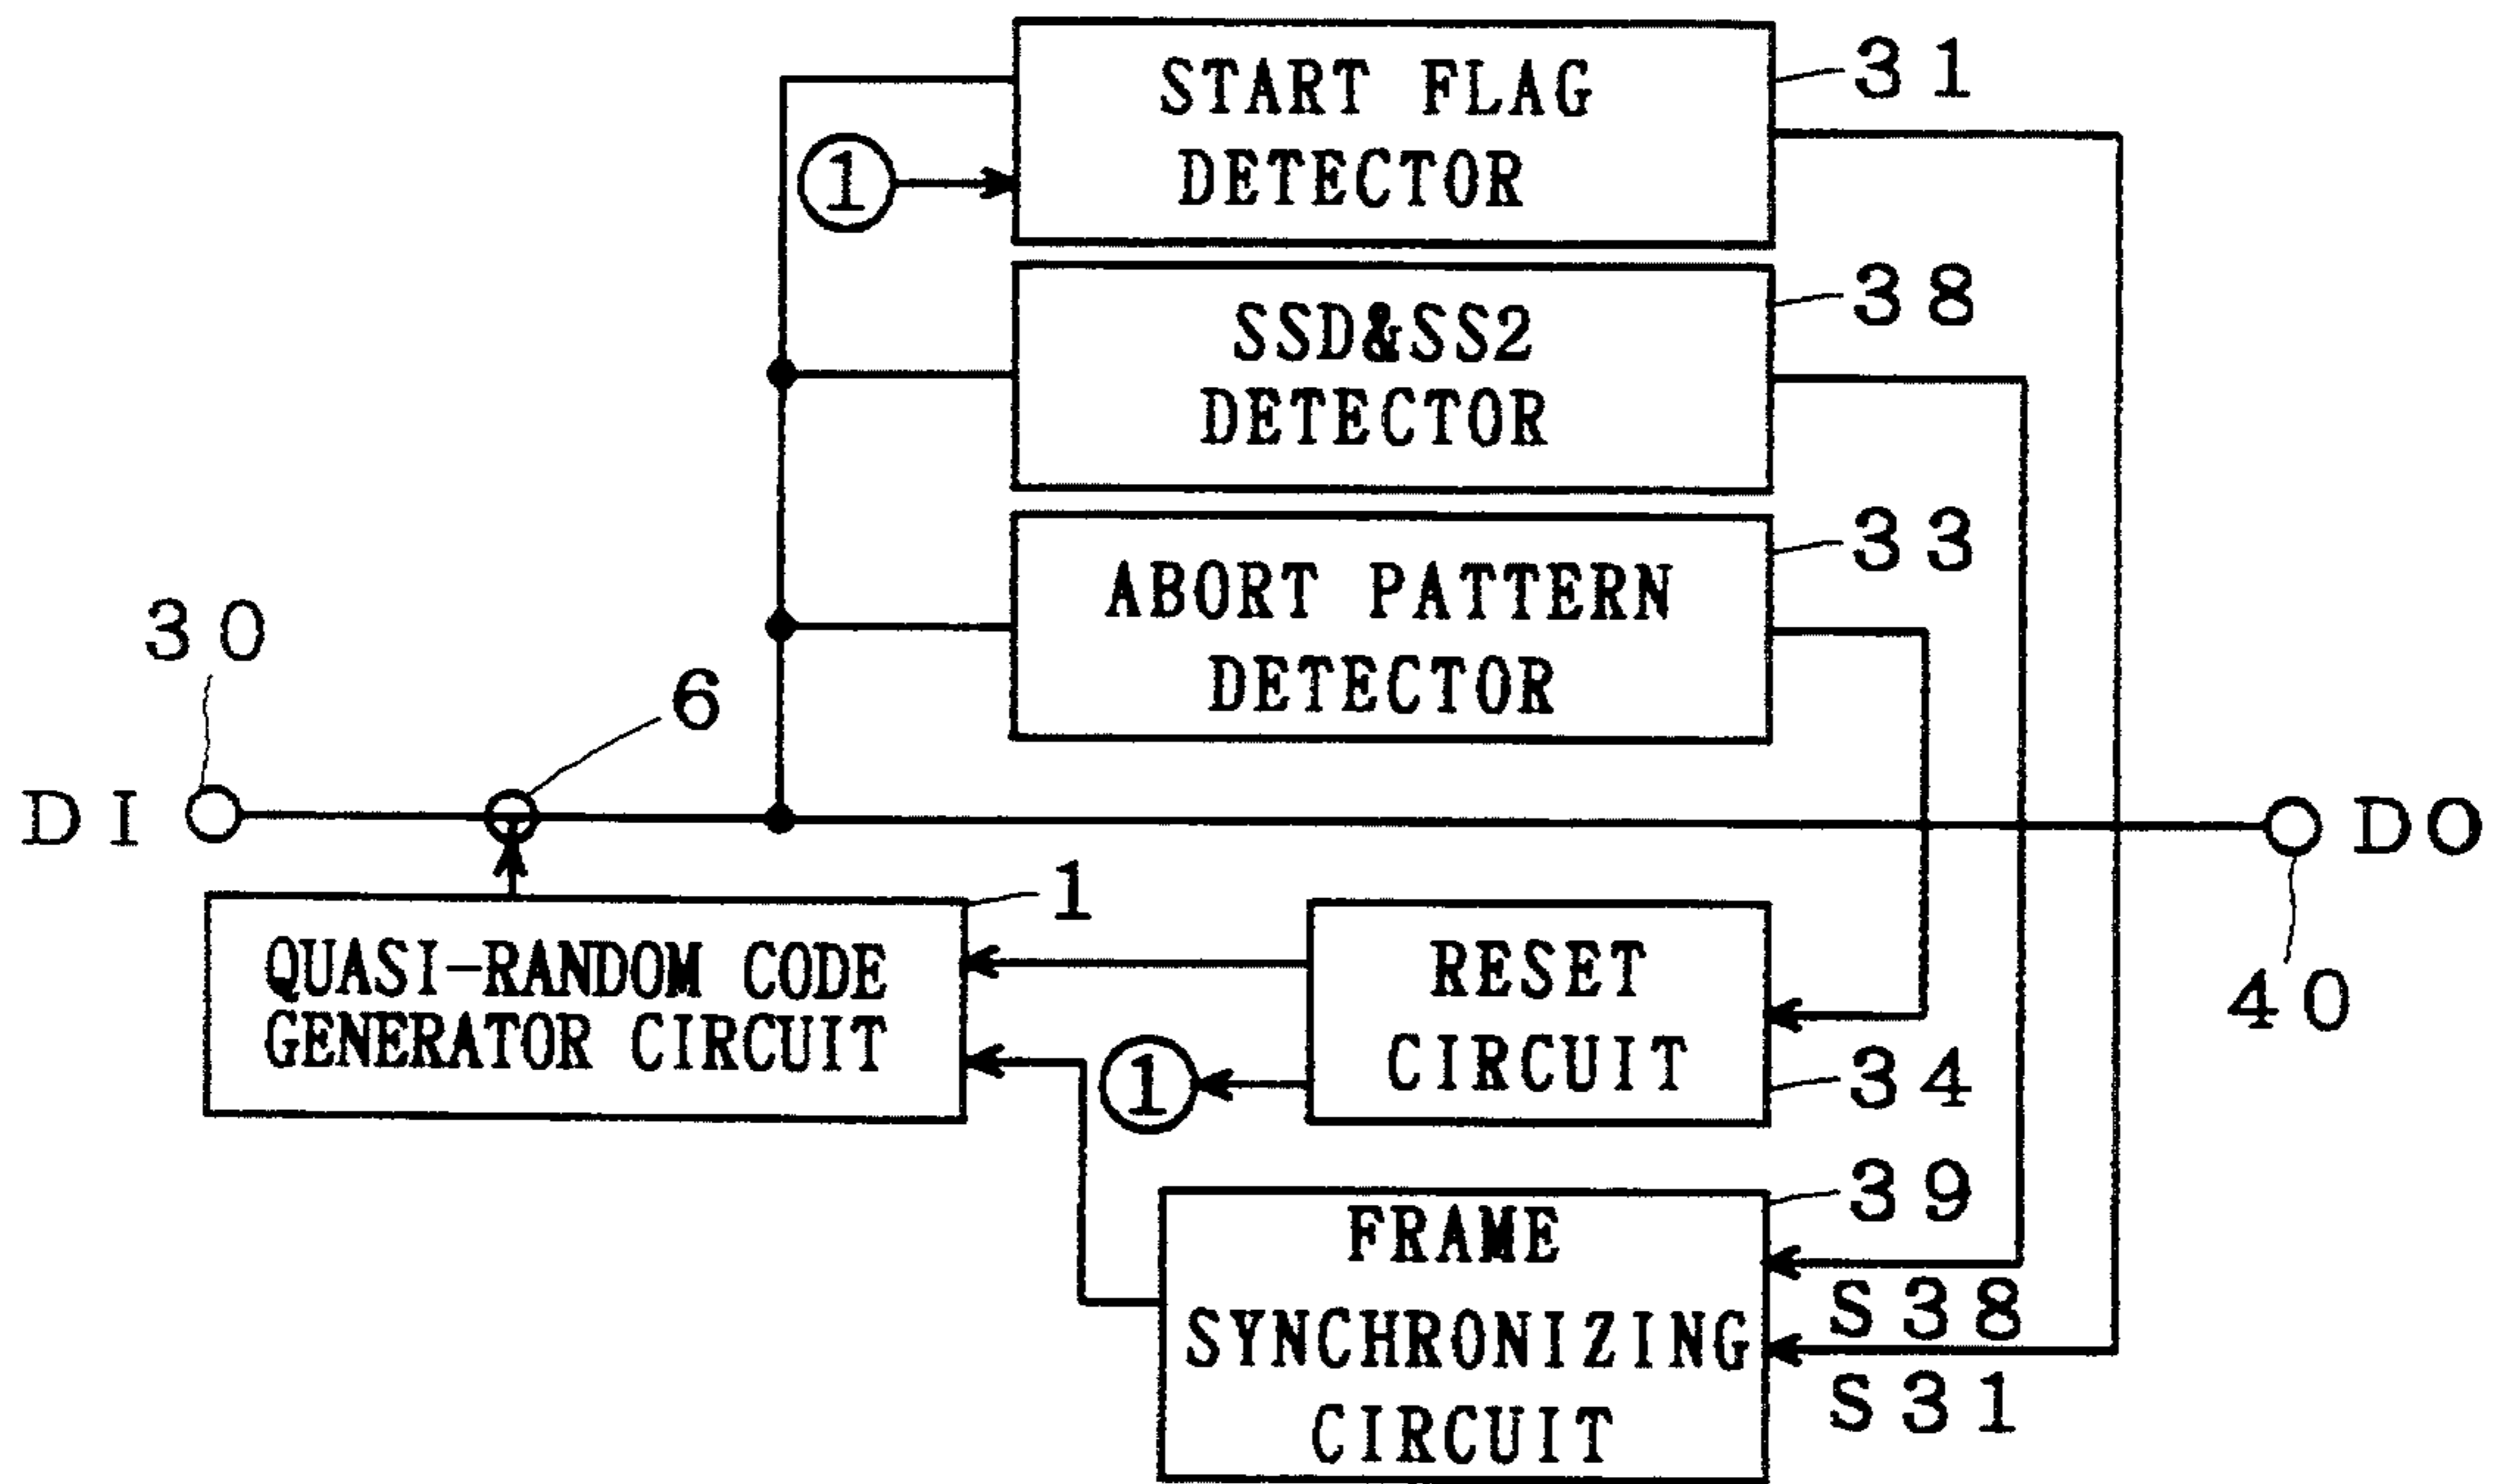 START FLAG
DETECTOR
31
①
SSD&SS2
DETECTOR
38
ABORT PATTERN
DETECTOR
33
30
6
DI
DO
1
QUASI-RANDOM CODE
GENERATOR CIRCUIT
RESET
CIRCUIT
40
①
34
39
FRAME
SYNCHRONIZING
CIRCUIT
S38
S31